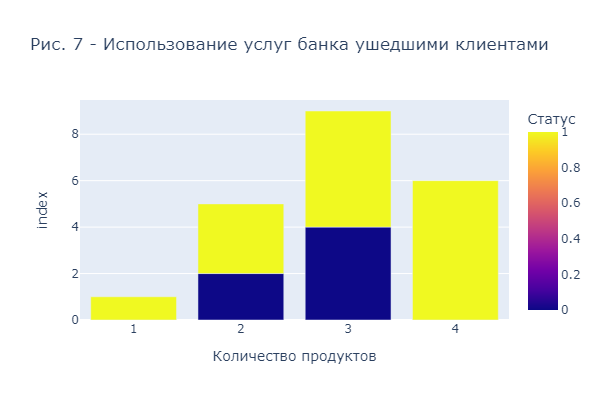 Рис. 7 - Использование услуг банка ушедшими клиентами
Статус
1
0.8
0.6
0.4
0.2
0
index
8
6
4
2
0
1 2 3 4
Количество продуктов